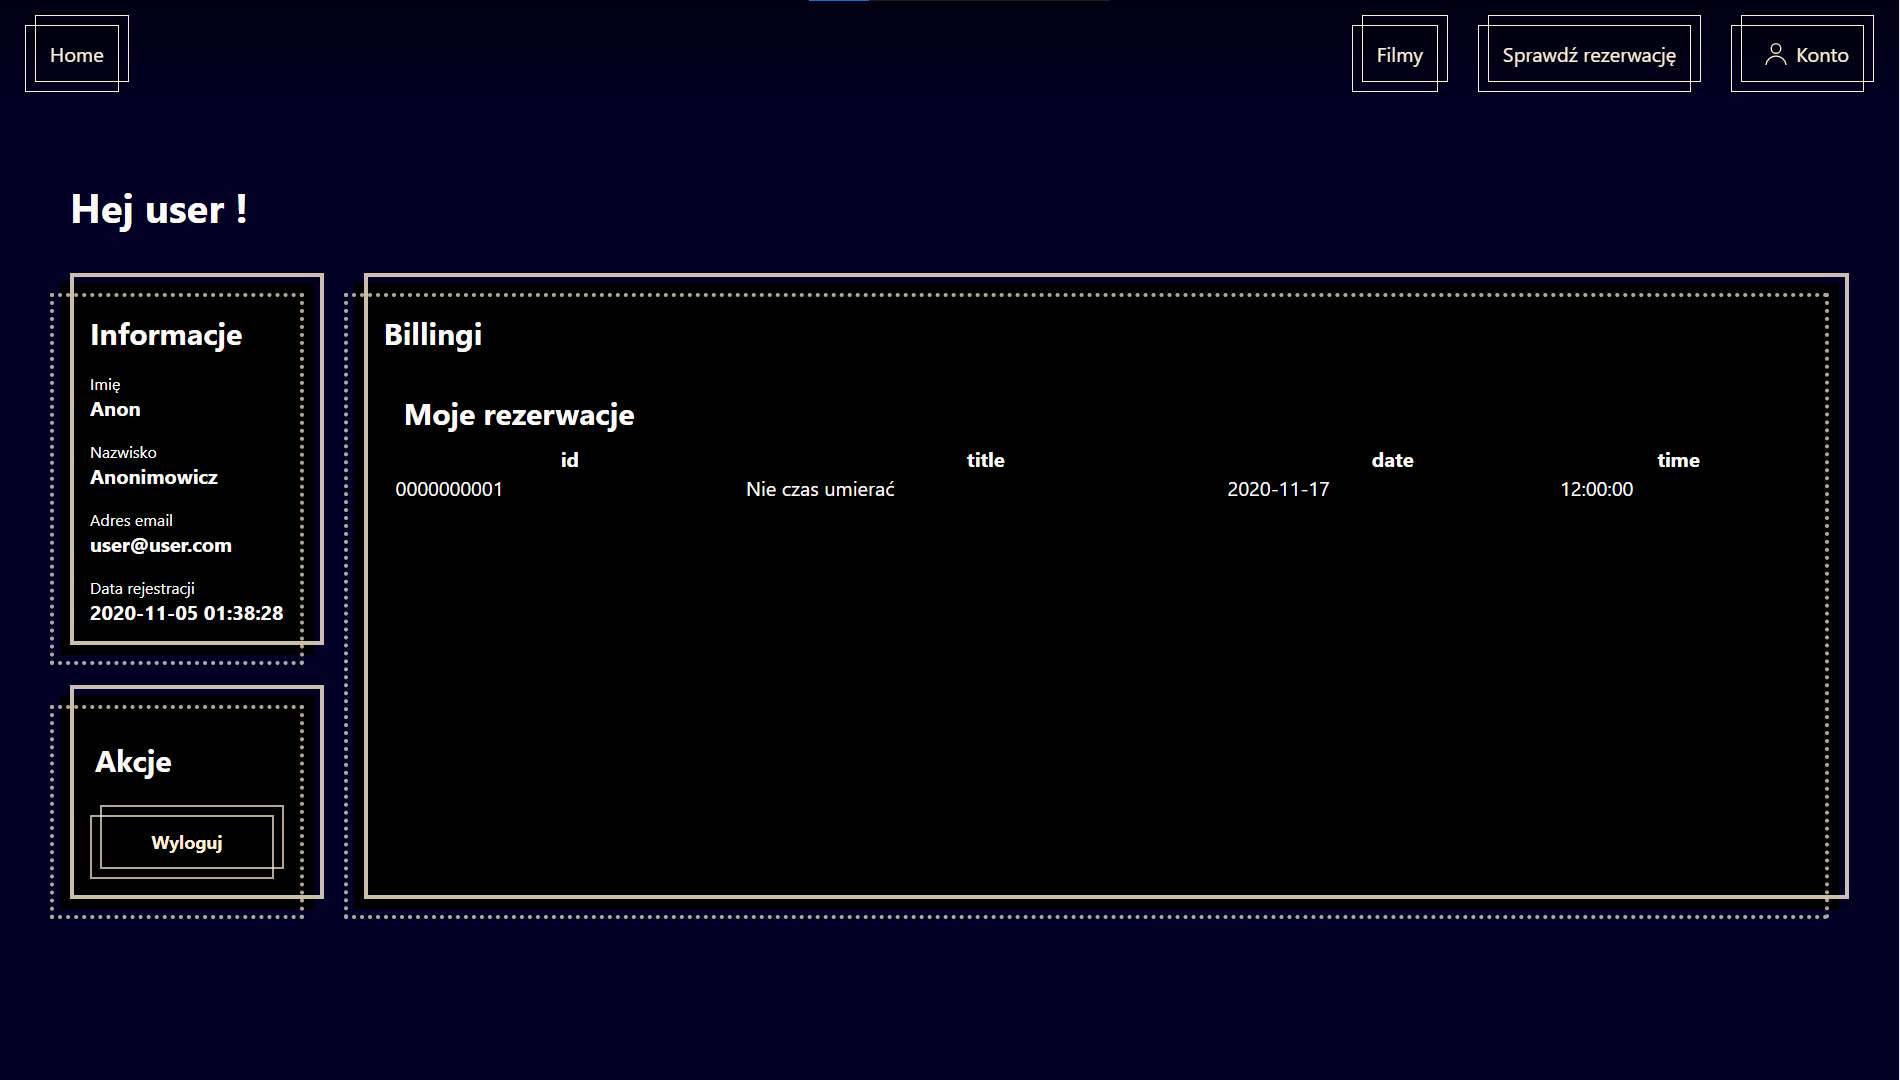 Home
Filmy
Sprawdź rezerwację
Konto
Hej user !
Informacje
Imię
Anon
Nazwisko
Anonimowicz
Adres email
user@user.com
Data rejestracji
2020-11-05 01:38:28
Akcje
Wyloguj
Billingi
Moje rezerwacje
id title date time
0000000001 Nie czas umierać 2020-11-17 12:00:00